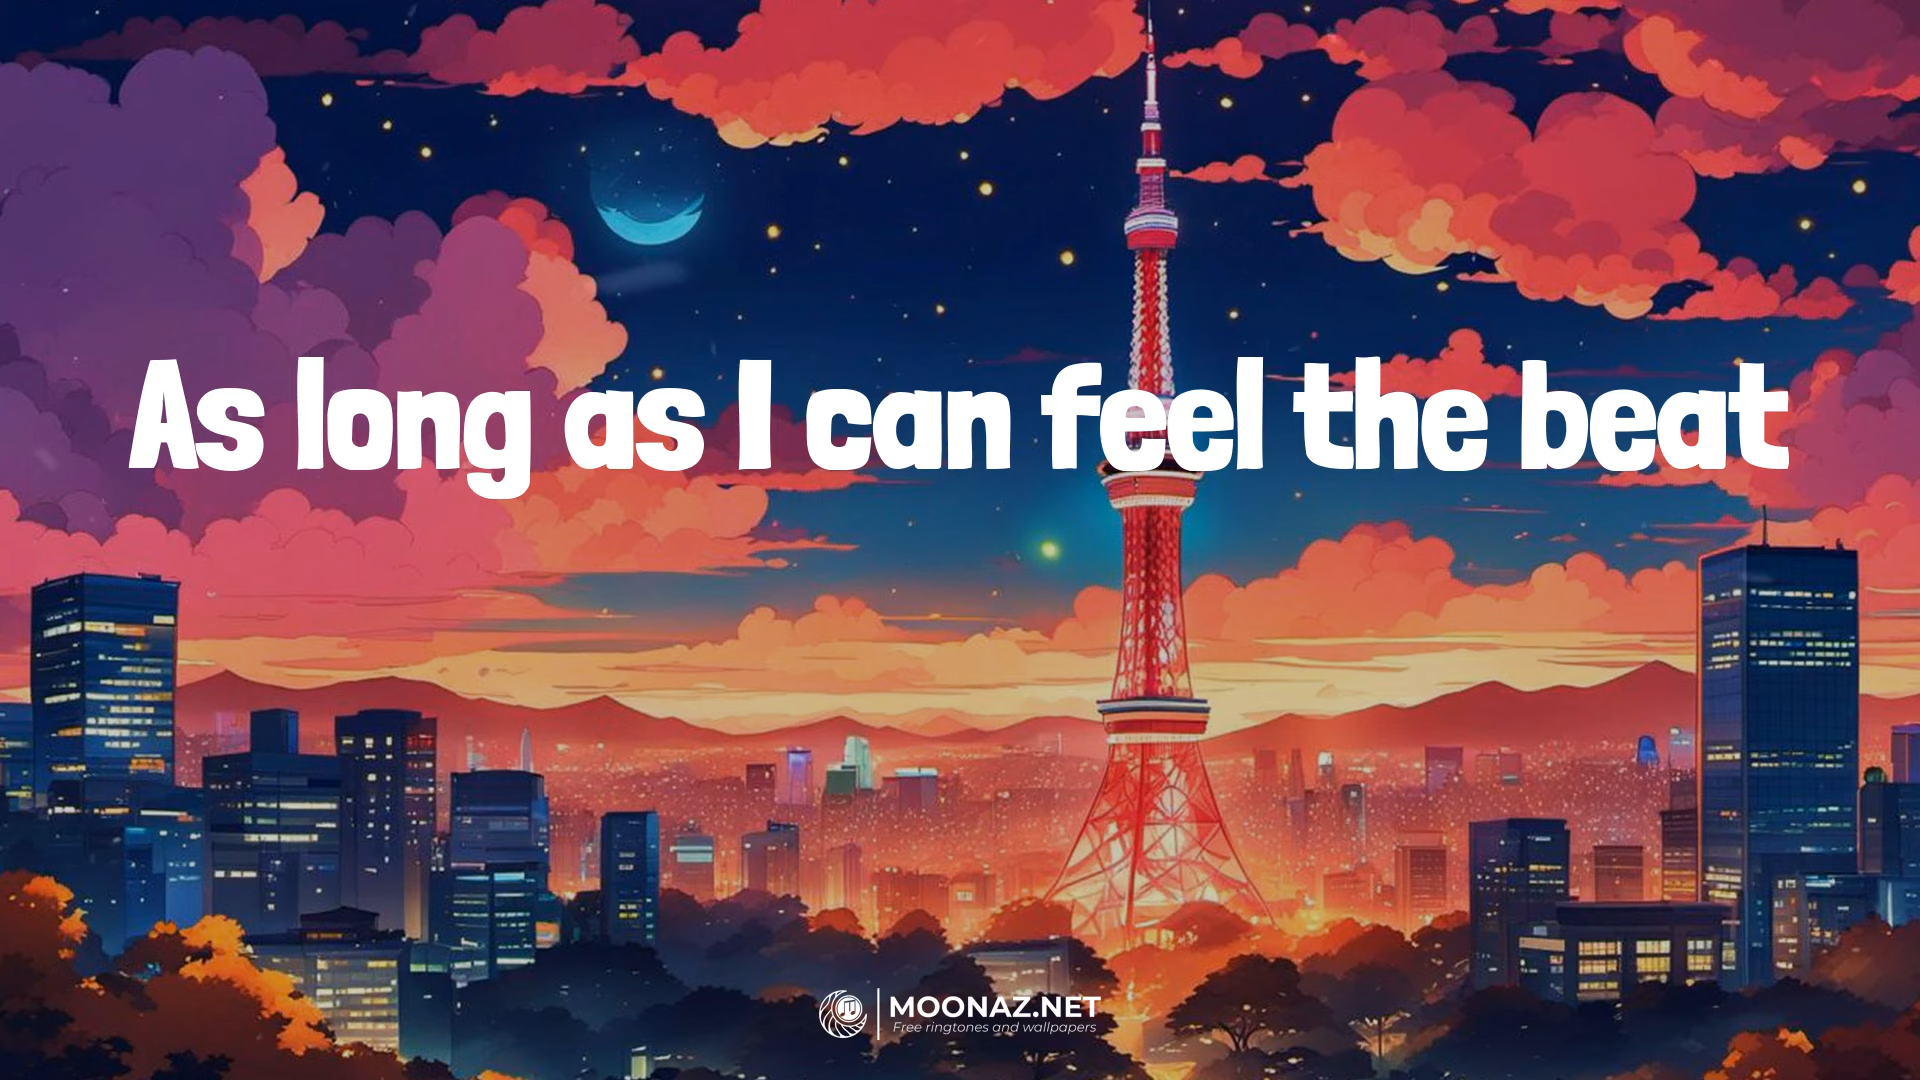 As long as I can feel the beat
MOONAZ.NET
Free ringtones and wallpapers